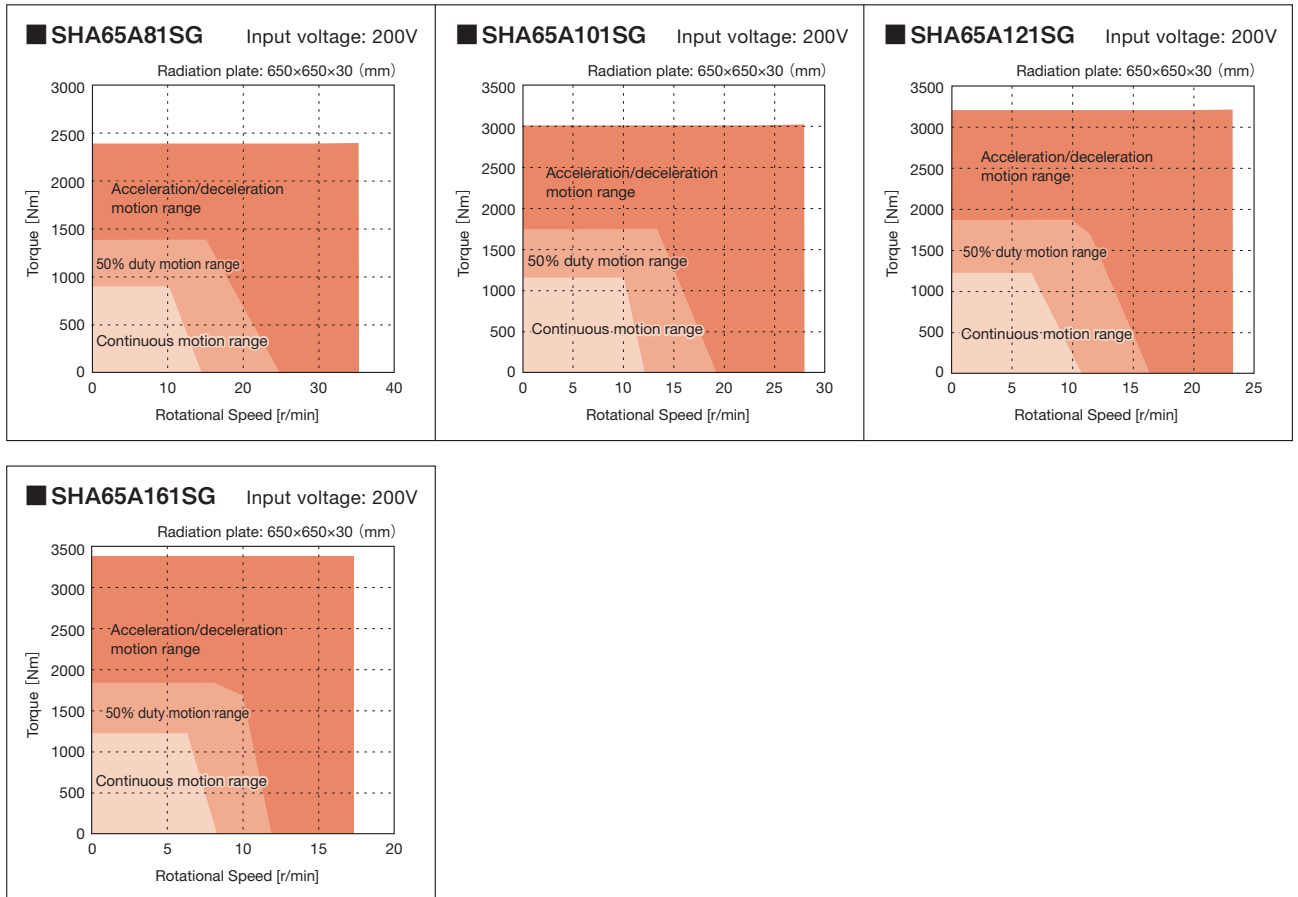 ■ SHA65A81SG Input voltage: 200V
Radiation plate: 650×650×30 (mm)
3000
2500
2000
1500
1000
500
0
Torque [Nm]
Acceleration/deceleration
motion range
50% duty motion range
Continuous motion range
0 10 20 30 40
Rotational Speed [r/min]
■ SHA65A101SG Input voltage: 200V
Radiation plate: 650×650×30 (mm)
3500
3000
2500
2000
1500
1000
500
0
Torque [Nm]
Acceleration/deceleration
motion range
50% duty motion range
Continuous motion range
0 5 10 15 20 25 30
Rotational Speed [r/min]
■ SHA65A121SG Input voltage: 200V
Radiation plate: 650×650×30 (mm)
3500
3000
2500
2000
1500
1000
500
0
Torque [Nm]
Acceleration/deceleration
motion range
50% duty motion range
Continuous motion range
0 5 10 15 20 25
Rotational Speed [r/min]
■ SHA65A161SG Input voltage: 200V
Radiation plate: 650×650×30 (mm)
3500
3000
2500
2000
1500
1000
500
0
Torque [Nm]
Acceleration/deceleration
motion range
50% duty motion range
Continuous motion range
0 5 10 15 20
Rotational Speed [r/min]